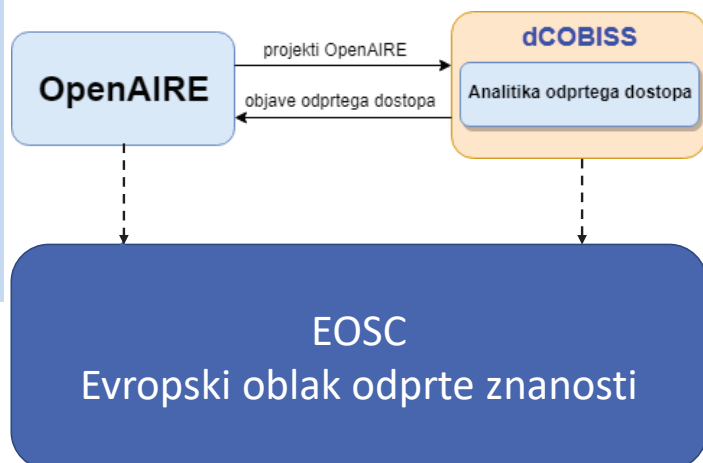 OpenAIRE
projekti OpenAIRE
objave odprtega dostopa
dCOBISS
Analitika odprtega dostopa
EOSC
Evropski oblak odprte znanosti